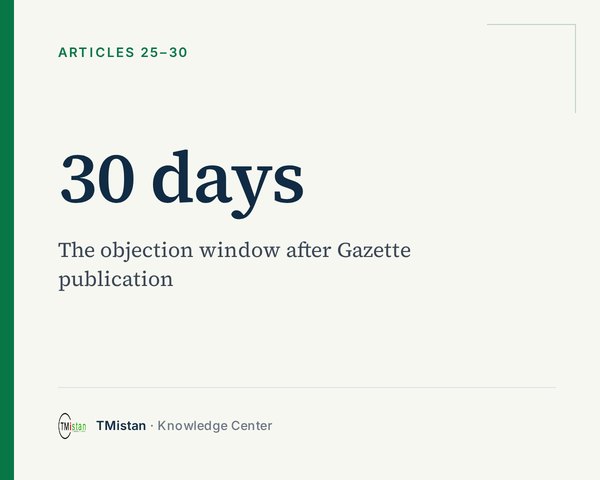 ARTICLES 25–30
30 days
The objection window after Gazette
publication
TMistan
TMistan · Knowledge Center